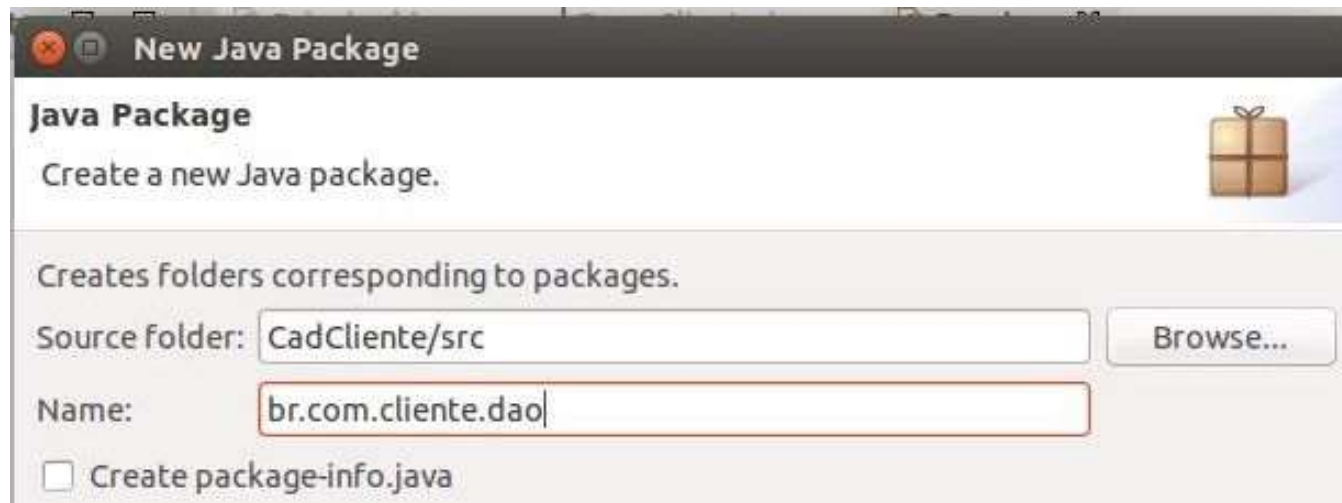 New Java Package
Java Package
Create a new Java package.
Creates folders corresponding to packages.
Source folder: CadCliente/src Browse...
Name: br.com.cliente.dao
Create package-info.java